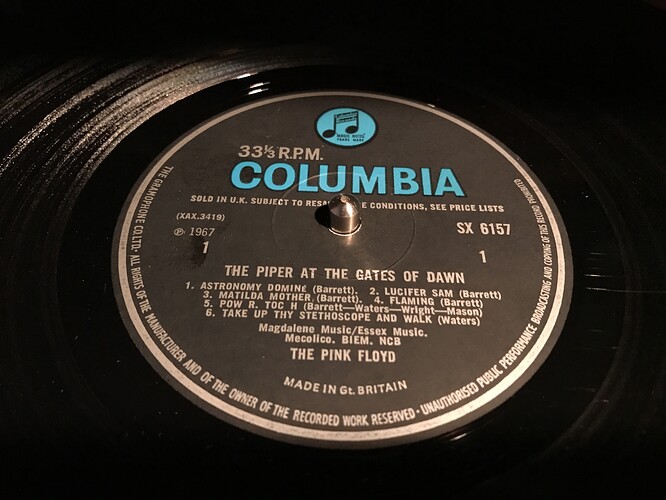 MAGIC NOTES
TRADE MARK
33⅓ R.P.M.
COLUMBIA
SOLD IN U.K. SUBJECT TO RESA E CONDITIONS, SEE PRICE LISTS
(XAX.3419)
SX 6157
℗ 1967
1
1
THE PIPER AT THE GATES OF DAWN
1. ASTRONOMY DOMINÉ (Barrett). 2. LUCIFER SAM (Barrett)
3. MATILDA MOTHER (Barrett). 4. FLAMING (Barrett)
5. POW R. TOC H (Barrett—Waters—Wright—Mason)
6. TAKE UP THY STETHOSCOPE AND WALK (Waters)
Magdalene Music/Essex Music.
Mecolico. BIEM, NCB
THE PINK FLOYD
MADE IN Gt. BRITAIN
THE GRAMOPHONE CO. LTD · ALL RIGHTS OF THE MANUFACTURER AND OF THE OWNER OF THE RECORDED WORK RESERVED · UNAUTHORISED PUBLIC PERFORMANCE BROADCASTING AND COPYING OF THIS RECORD PROHIBITED